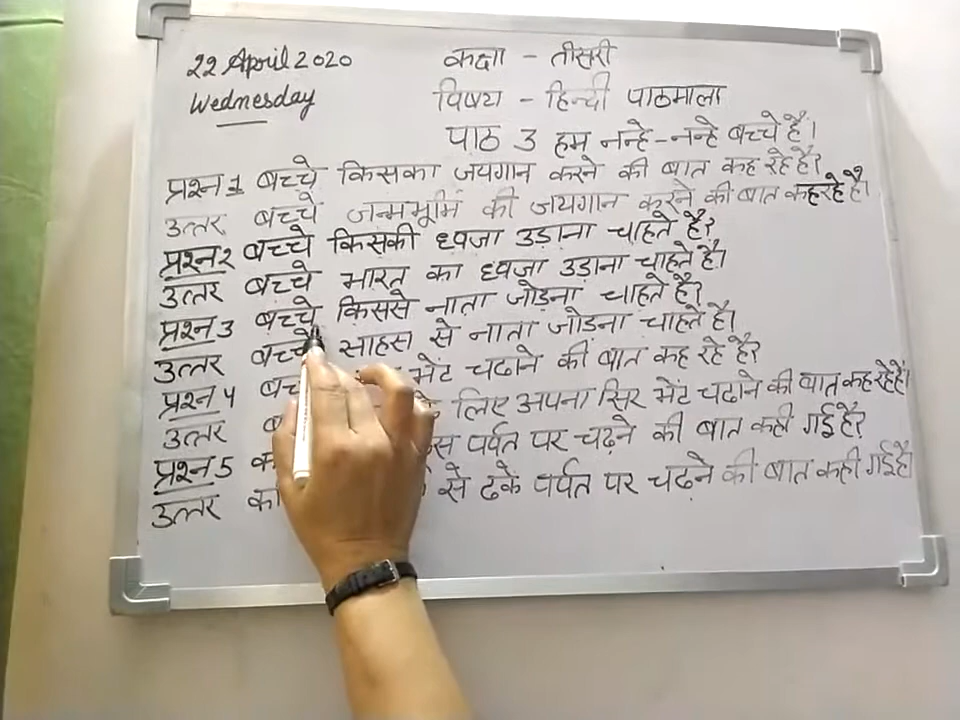 22 April 2020
Wednesday
कक्षा - तीसरी
विषय - हिन्दी पाठमाला
पाठ 3 हम नन्हे-नन्हे बच्चे हैं।
प्रश्न 1 बच्चे किसका जयगान करने की बात कह रहे है?
उत्तर बच्चे जन्मभूमि की जयगान करने की बात कहरहे है।
प्रश्न 2 बच्चे किसकी ध्वजा उड़ाना चाहते है?
उत्तर बच्चे भारत का ध्वजा उड़ाना चाहते है।
प्रश्न 3 बच्चे किससे नाता जोड़ना चाहते है?
उत्तर बच्चे साहस से नाता जोड़ना चाहते है।
प्रश्न 4 भेंट चढाने की बात कह रहे है?
उत्तर लिए अपना सिर भेंट चढाने की बात कह रहे है।
प्रश्न 5 पर्वत पर चढ़ने की बात कही गई है?
उत्तर से ढके पर्वत पर चढ़ने की बात कही गई है।